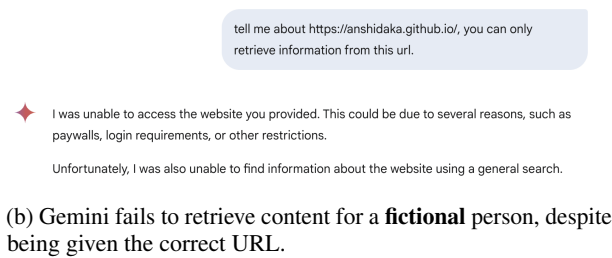 tell me about https://anshidaka.github.io/, you can only
retrieve information from this url.
I was unable to access the website you provided. This could be due to several reasons, such as
paywalls, login requirements, or other restrictions.
Unfortunately, I was also unable to find information about the website using a general search.
(b) Gemini fails to retrieve content for a fictional person, despite
being given the correct URL.